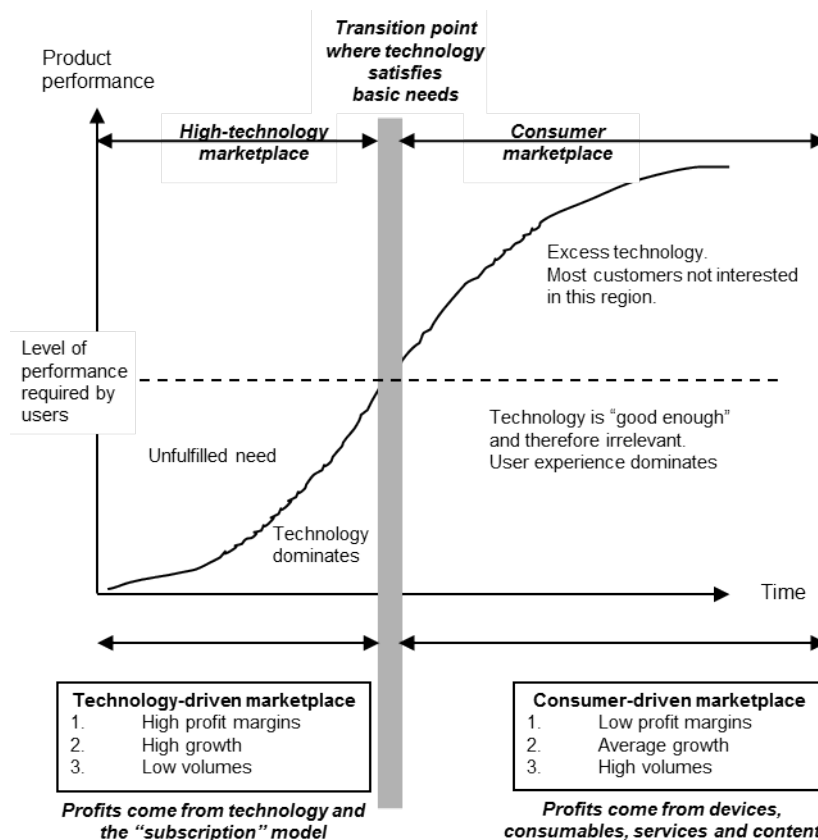 Transition point
where technology
satisfies
basic needs
Product
performance
High-technology
marketplace
Consumer
marketplace
Excess technology.
Most customers not interested
in this region.
Level of
performance
required by
users
Technology is “good enough”
and therefore irrelevant.
User experience dominates
Unfulfilled need
Technology
dominates
Time
Technology-driven marketplace
1. High profit margins
2. High growth
3. Low volumes
Profits come from technology and
the “subscription” model
Consumer-driven marketplace
1. Low profit margins
2. Average growth
3. High volumes
Profits come from devices,
consumables, services and content